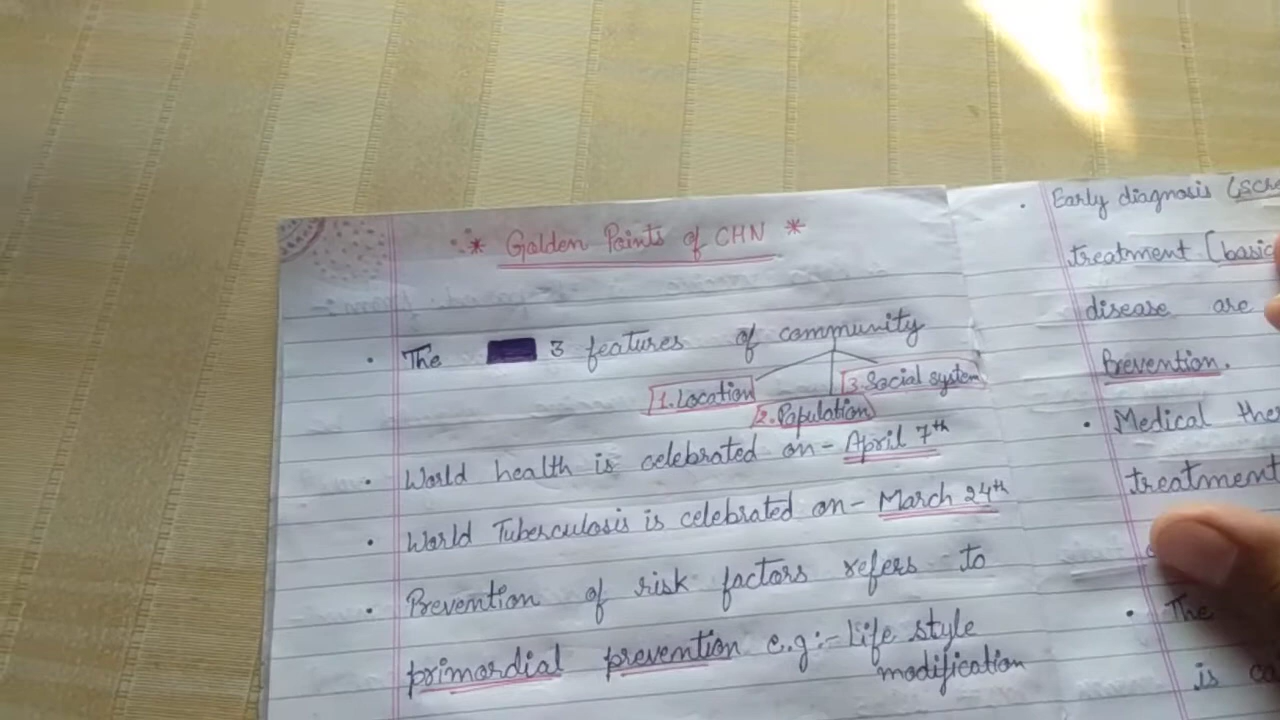 * Golden Points of CHN *
• The 3 features of community
1. Location
2. Population
3. Social system
• World health is celebrated on - April 7th
• World Tuberculosis is celebrated on - March 24th
• Prevention of risk factors refers to
primordial prevention e.g:- life style
modification
• Early diagnosis
treatment [basic
disease are
Prevention.
• Medical
treatment
• The
is